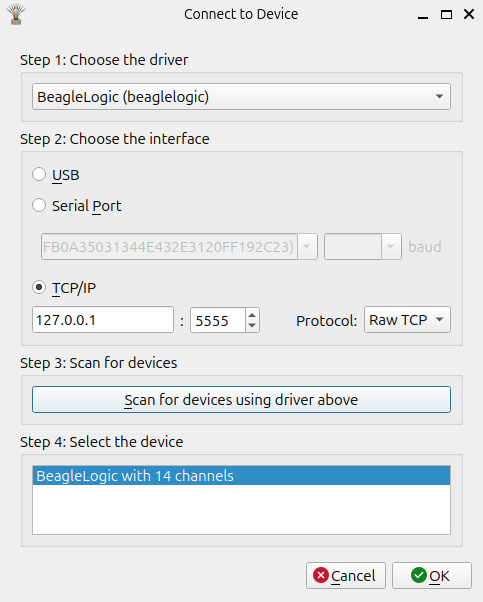 Connect to Device
Step 1: Choose the driver
BeagleLogic (beaglelogic)
Step 2: Choose the interface
USB
Serial Port
FB0A35031344E432E3120FF192C23) baud
TCP/IP
127.0.0.1 : 5555 Protocol: Raw TCP
Step 3: Scan for devices
Scan for devices using driver above
Step 4: Select the device
BeagleLogic with 14 channels
Cancel OK